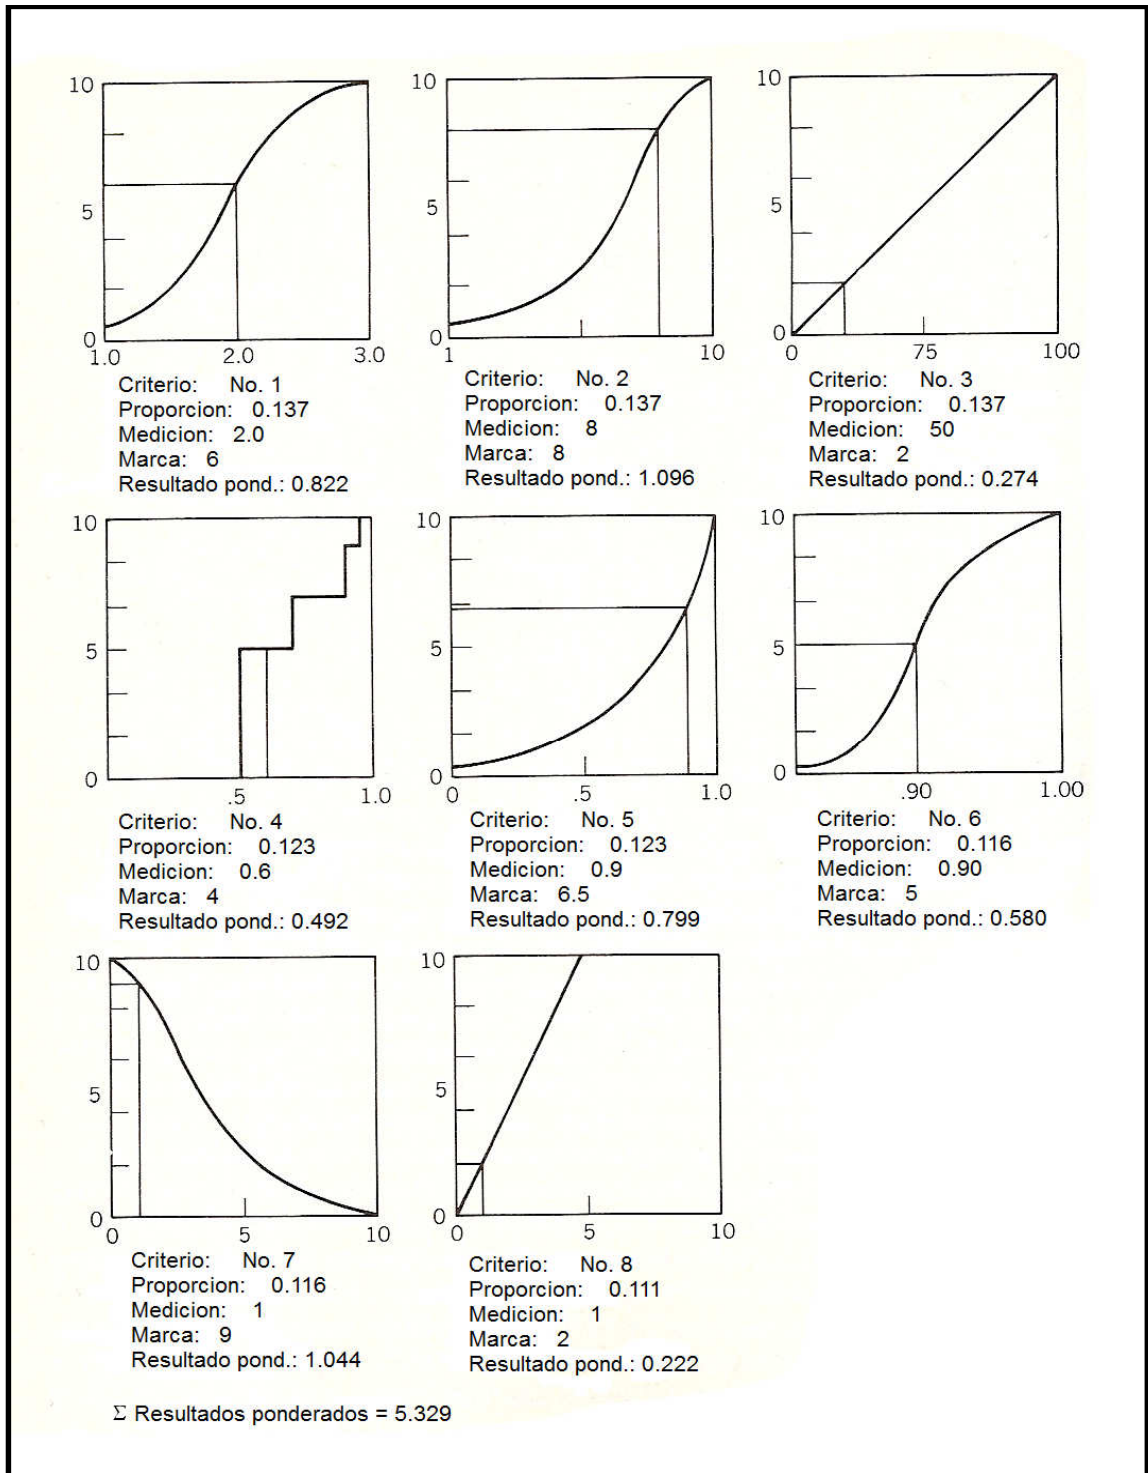 10
5
0
1.0 2.0 3.0
Criterio: No. 1
Proporcion: 0.137
Medicion: 2.0
Marca: 6
Resultado pond.: 0.822
10
5
0
1 10
Criterio: No. 2
Proporcion: 0.137
Medicion: 8
Marca: 8
Resultado pond.: 1.096
10
5
0
0 75 100
Criterio: No. 3
Proporcion: 0.137
Medicion: 50
Marca: 2
Resultado pond.: 0.274
10
5
0
.5 1.0
Criterio: No. 4
Proporcion: 0.123
Medicion: 0.6
Marca: 4
Resultado pond.: 0.492
10
5
0
0 .5 1.0
Criterio: No. 5
Proporcion: 0.123
Medicion: 0.9
Marca: 6.5
Resultado pond.: 0.799
10
5
0
.90 1.00
Criterio: No. 6
Proporcion: 0.116
Medicion: 0.90
Marca: 5
Resultado pond.: 0.580
10
5
0
0 5 10
Criterio: No. 7
Proporcion: 0.116
Medicion: 1
Marca: 9
Resultado pond.: 1.044
10
5
0
0 5 10
Criterio: No. 8
Proporcion: 0.111
Medicion: 1
Marca: 2
Resultado pond.: 0.222
Σ Resultados ponderados = 5.329